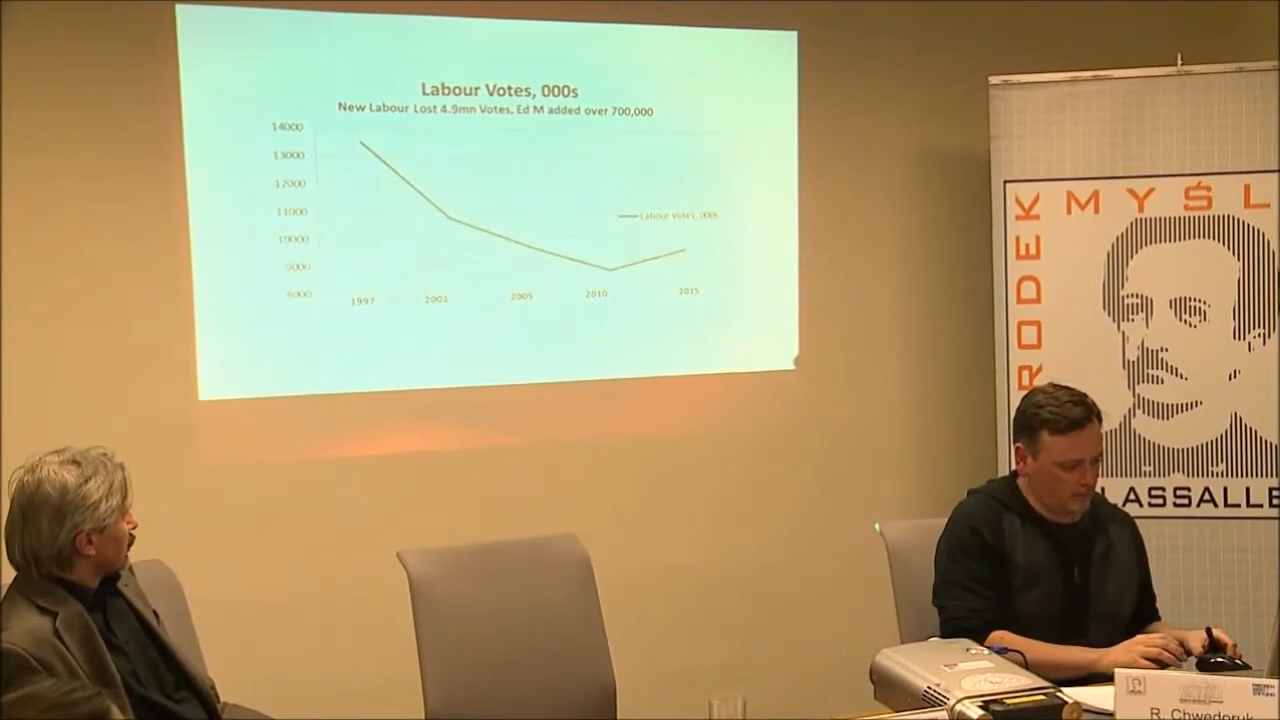 Labour Votes, 000s
New Labour Lost 4.9mn Votes, Ed M added over 700,000
14000
13000
12000
11000
10000
9000
8000
Labour Votes, 000s
1997
2001
2005
2010
2015
RODEK
MYŚL
LASSALLE
R. Chwedoruk